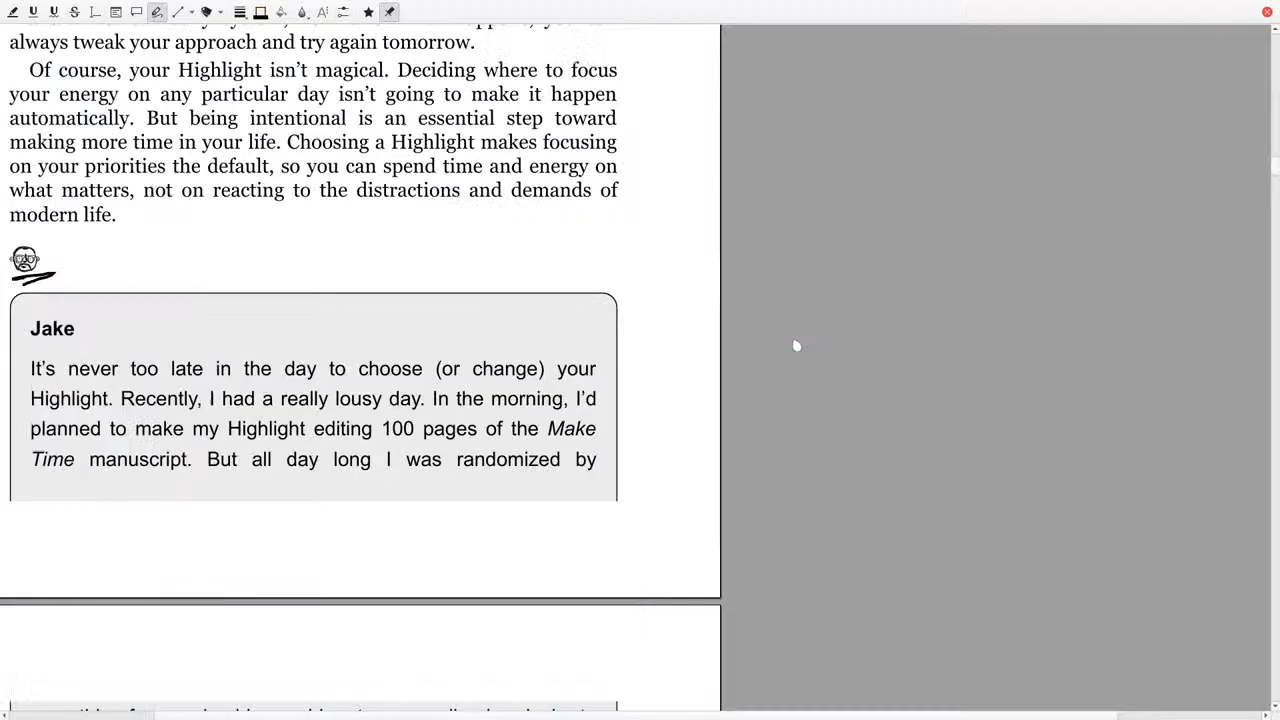 always tweak your approach and try again tomorrow.
Of course, your Highlight isn’t magical. Deciding where to focus
your energy on any particular day isn’t going to make it happen
automatically. But being intentional is an essential step toward
making more time in your life. Choosing a Highlight makes focusing
on your priorities the default, so you can spend time and energy on
what matters, not on reacting to the distractions and demands of
modern life.
Jake
It’s never too late in the day to choose (or change) your
Highlight. Recently, I had a really lousy day. In the morning, I’d
planned to make my Highlight editing 100 pages of the Make
Time manuscript. But all day long I was randomized by